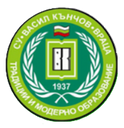 СУ·ВАСИЛ КЪНЧОВ·ВРАЦА
1937
ТРАДИЦИИ И МОДЕРНО ОБРАЗОВАНИЕ